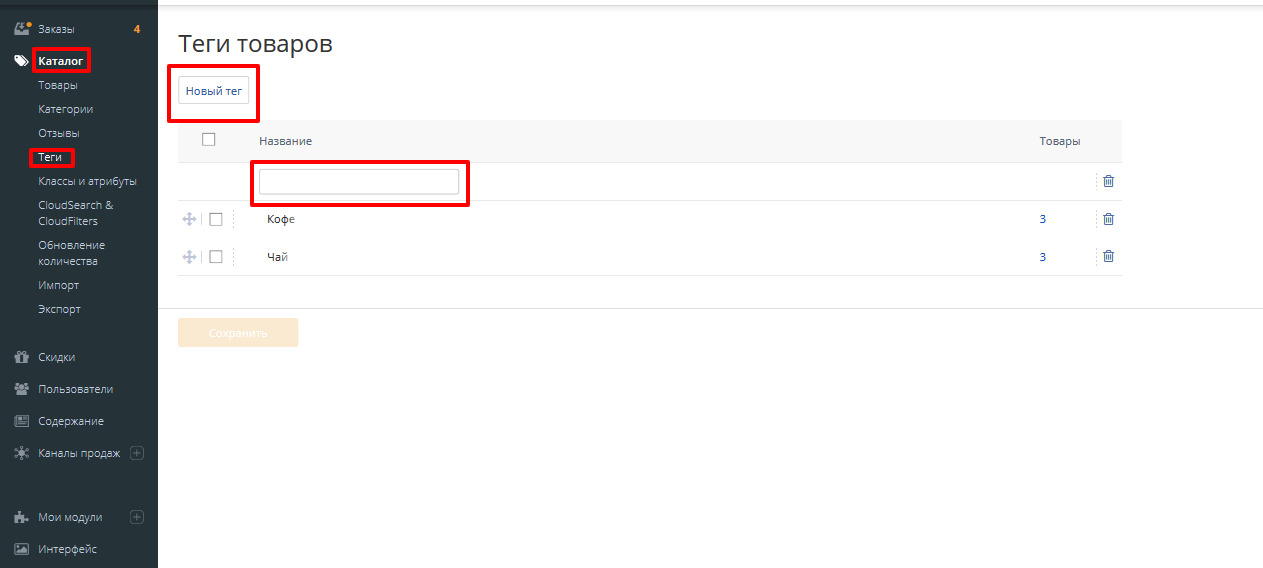 Заказы 4
Каталог
Товары
Категории
Отзывы
Теги
Классы и атрибуты
CloudSearch &
CloudFilters
Обновление
количества
Импорт
Экспорт
Скидки
Пользователи
Содержание
Каналы продаж
Мои модули
Интерфейс
Теги товаров
Новый тег
Название Товары
Кофе 3
Чай 3
Сохранить